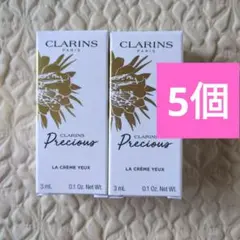 CLARINS
PARIS
CLARINS
Precious
LA CRÈME YEUX
3 mL 0.1 Oz. Net Wt.
CLARINS
PARIS
CLARINS
Precious
LA CRÈME YEUX
3 mL 0.1 Oz. Net Wt.
5個